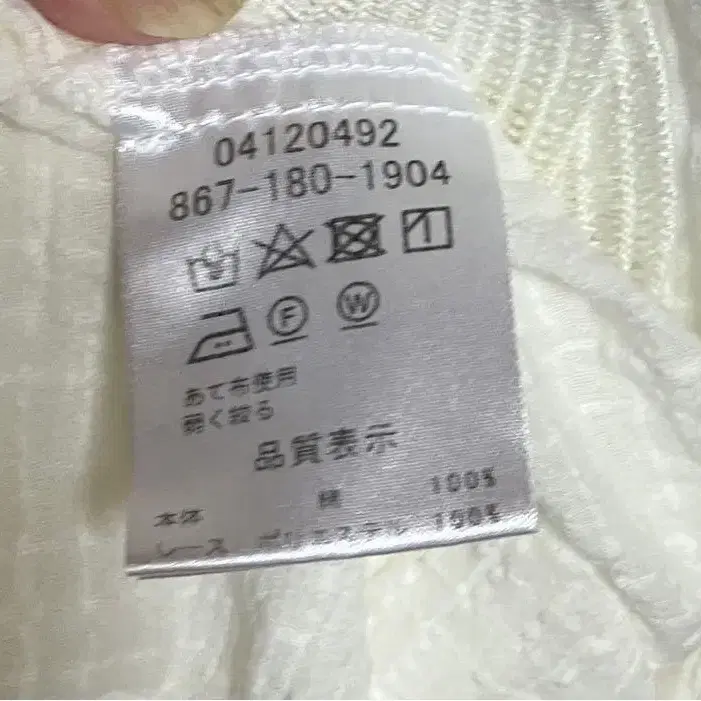 04120492
867-180-1904
F W
あて布使用
弱く絞る
品質表示
本体 綿 100%
レース ポリエステル 100%